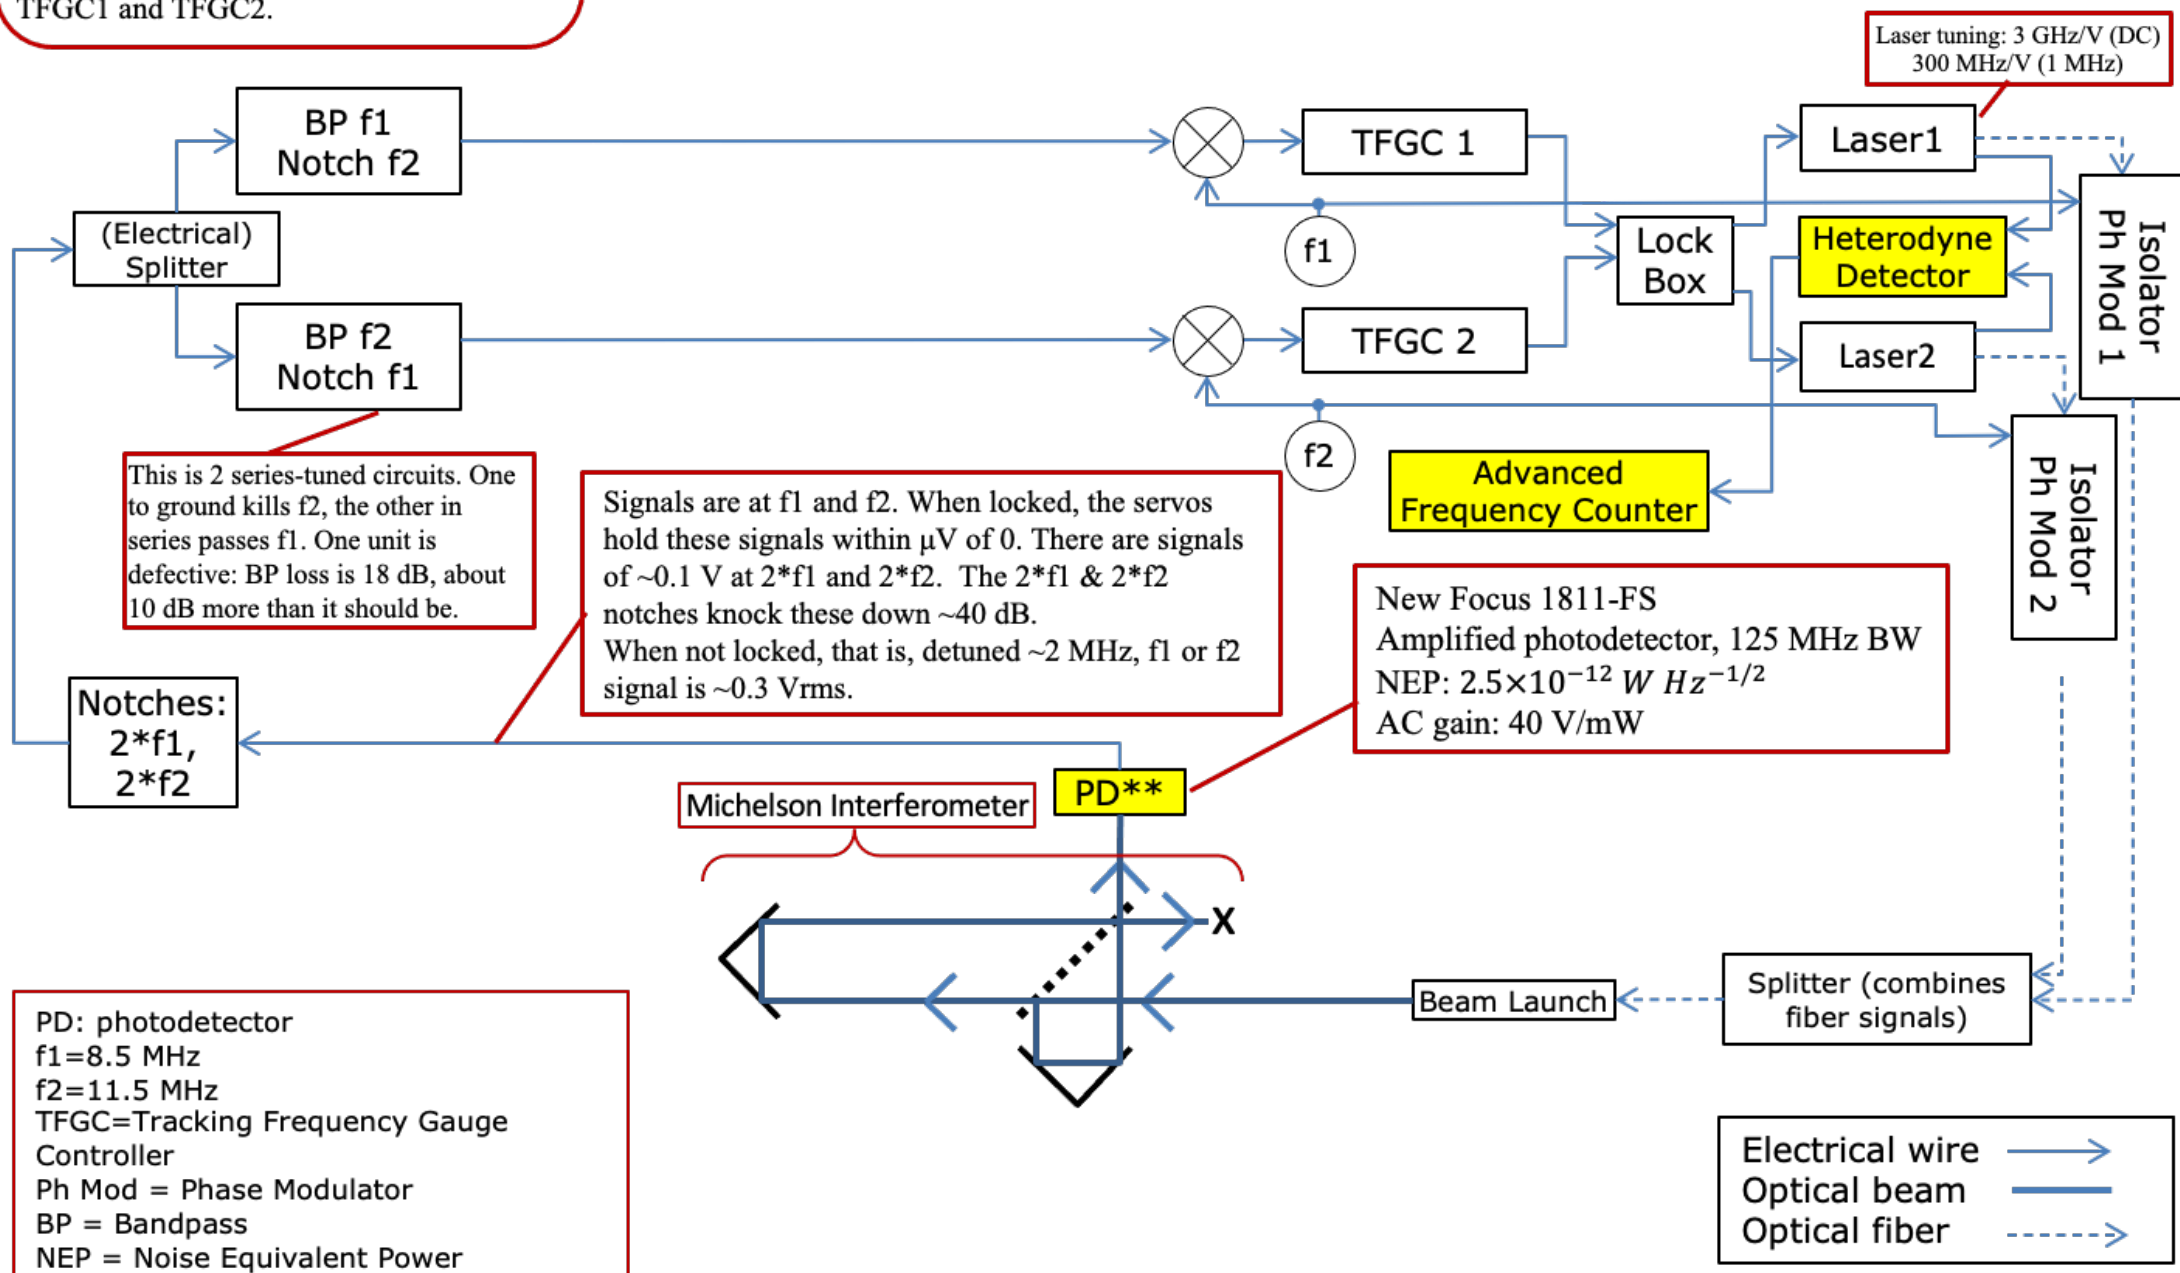 TFGC1 and TFGC2.
Laser tuning: 3 GHz/V (DC)
300 MHz/V (1 MHz)
BP f1
Notch f2
TFGC 1
Laser1
(Electrical)
Splitter
f1
Lock
Box
Heterodyne
Detector
Isolator
Ph Mod 1
BP f2
Notch f1
TFGC 2
Laser2
f2
This is 2 series-tuned circuits. One
to ground kills f2, the other in
series passes f1. One unit is
defective: BP loss is 18 dB, about
10 dB more than it should be.
Signals are at f1 and f2. When locked, the servos
hold these signals within μV of 0. There are signals
of ~0.1 V at 2*f1 and 2*f2.  The 2*f1 & 2*f2
notches knock these down ~40 dB.
When not locked, that is, detuned ~2 MHz, f1 or f2
signal is ~0.3 Vrms.
Advanced
Frequency Counter
Isolator
Ph Mod 2
New Focus 1811-FS
Amplified photodetector, 125 MHz BW
NEP: 2.5×10⁻¹² W Hz⁻¹/²
AC gain: 40 V/mW
Notches:
2*f1,
2*f2
Michelson Interferometer
PD**
X
Beam Launch
Splitter (combines
fiber signals)
PD: photodetector
f1=8.5 MHz
f2=11.5 MHz
TFGC=Tracking Frequency Gauge
Controller
Ph Mod = Phase Modulator
BP = Bandpass
NEP = Noise Equivalent Power
Electrical wire
Optical beam
Optical fiber